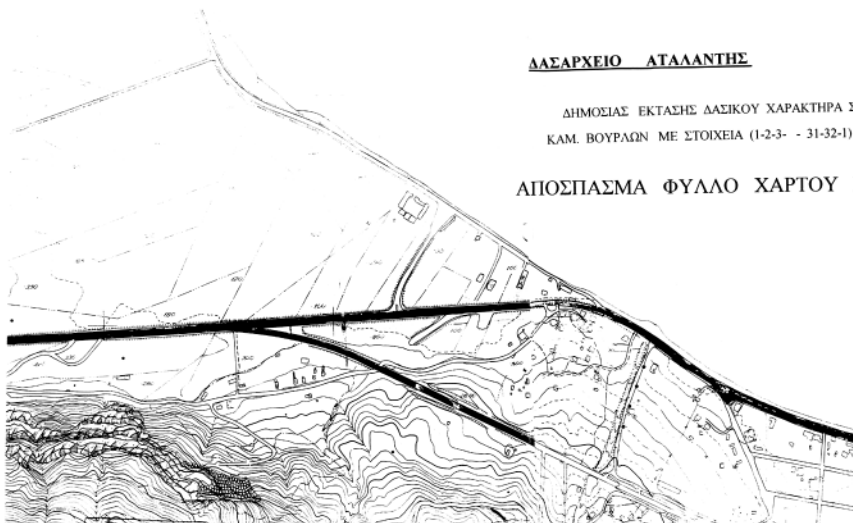 ΔΑΣΑΡΧΕΙΟ ΑΤΑΛΑΝΤΗΣ
ΔΗΜΟΣΙΑΣ ΕΚΤΑΣΗΣ ΔΑΣΙΚΟΥ ΧΑΡΑΚΤΗΡΑ Σ
ΚΑΜ. ΒΟΥΡΛΩΝ ΜΕ ΣΤΟΙΧΕΙΑ (1-2-3- - 31-32-1)
ΑΠΟΣΠΑΣΜΑ ΦΥΛΛΟ ΧΑΡΤΟΥ